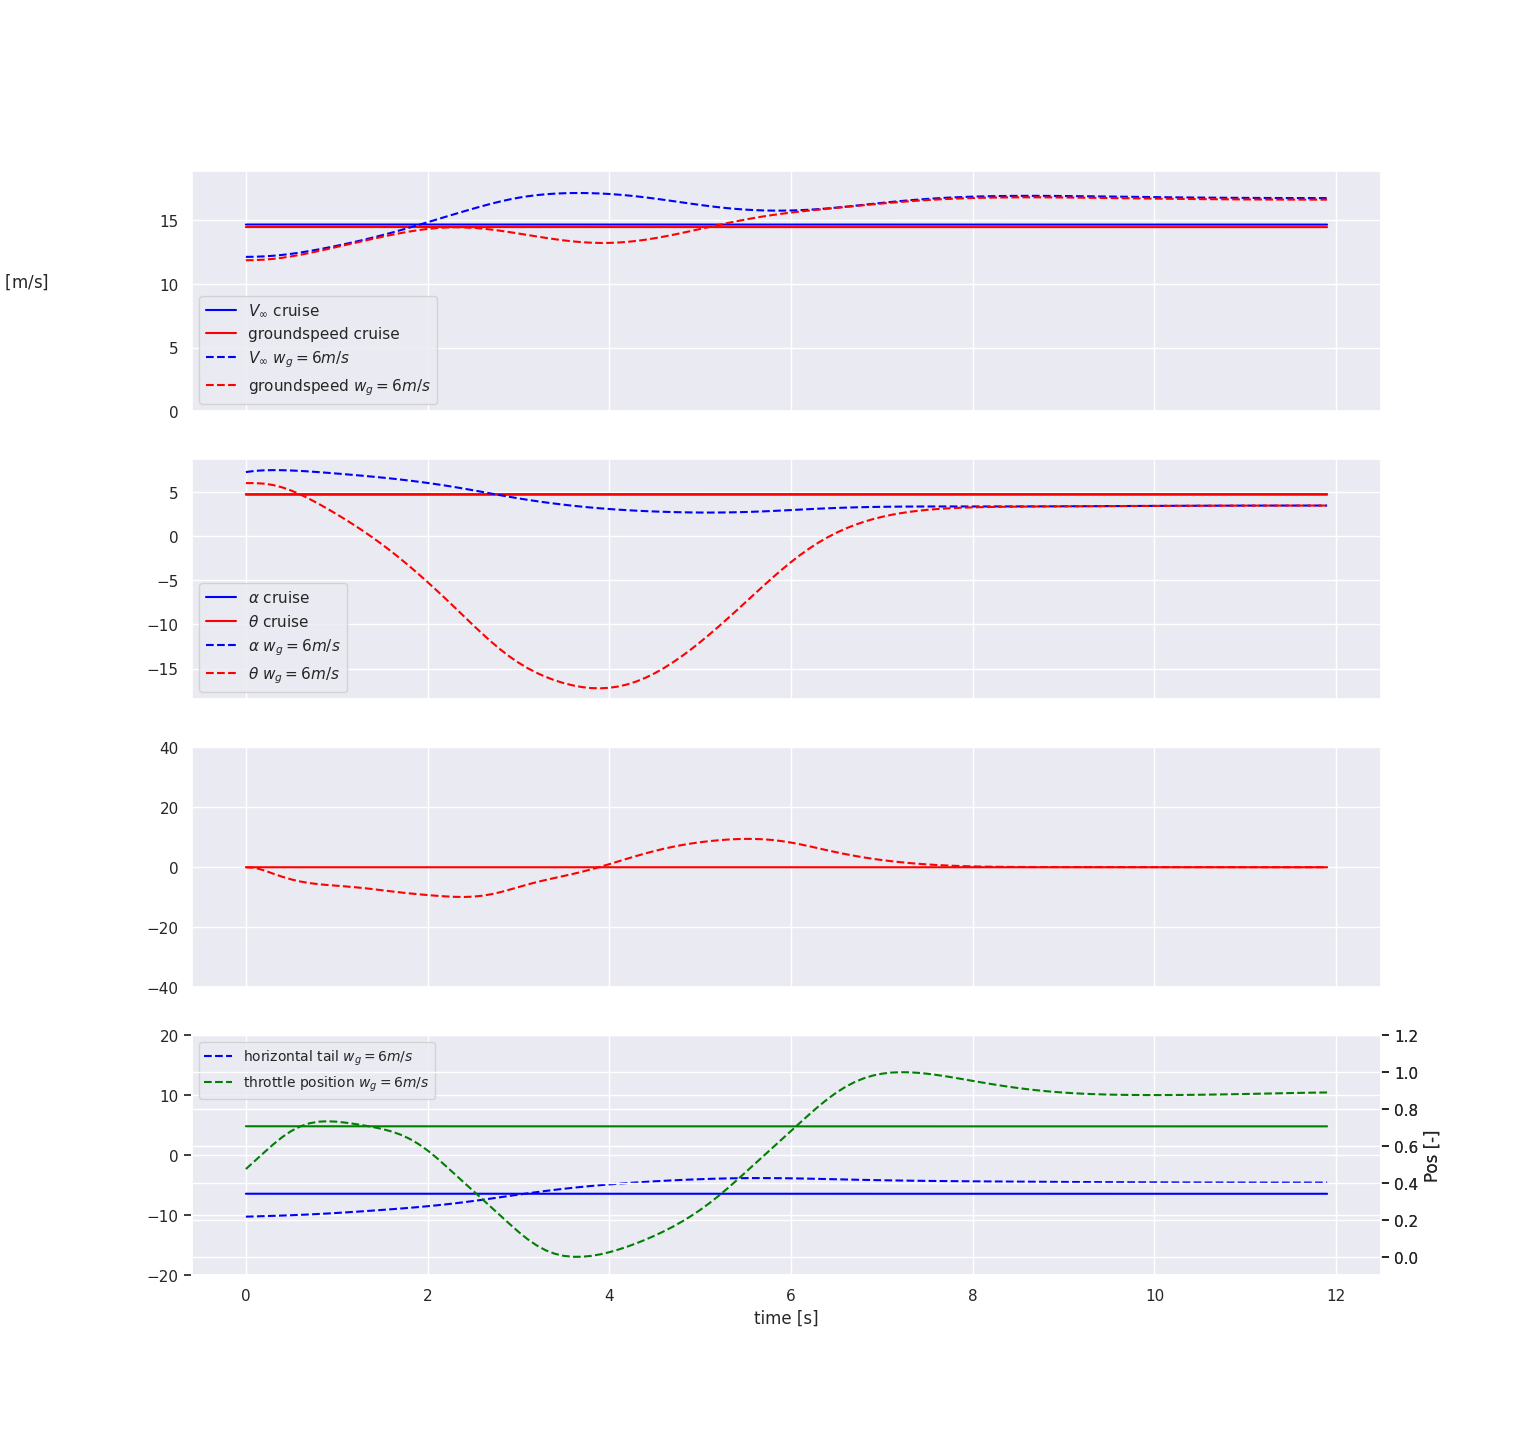 15
10
5
0
[m/s]
V∞ cruise
groundspeed cruise
V∞ w_g = 6m/s
groundspeed w_g = 6m/s
5
0
−5
−10
−15
α cruise
θ cruise
α w_g = 6m/s
θ w_g = 6m/s
40
20
0
−20
−40
20
10
0
−10
−20
horizontal tail w_g = 6m/s
throttle position w_g = 6m/s
1.2
1.0
0.8
0.6
0.4
0.2
0.0
Pos [-]
0 2 4 6 8 10 12
time [s]